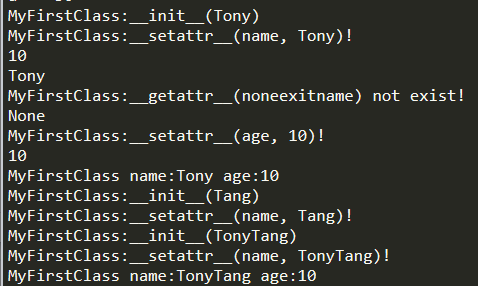 MyFirstClass:__init__(Tony)
MyFirstClass:__setattr__(name, Tony)!
10
Tony
MyFirstClass:__getattr__(noneexitname) not exist!
None
MyFirstClass:__setattr__(age, 10)!
10
MyFirstClass name:Tony age:10
MyFirstClass:__init__(Tang)
MyFirstClass:__setattr__(name, Tang)!
MyFirstClass:__init__(TonyTang)
MyFirstClass:__setattr__(name, TonyTang)!
MyFirstClass name:TonyTang age:10